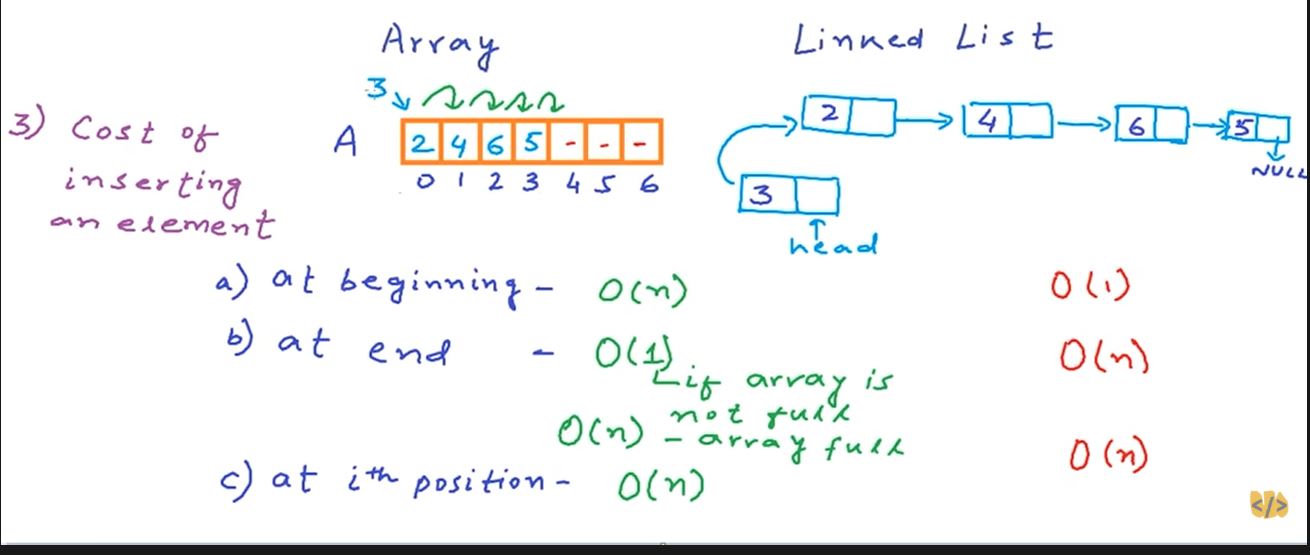 Array Linked List
3
3) Cost of
inserting
an element
A 2 4 6 5 - - -
0 1 2 3 4 5 6
2 4 6 5
NULL
3
head
a) at beginning - O(n) O(1)
b) at end - O(1) O(n)
if array is
not full
O(n) - array full
c) at ith position - O(n) O(n)
</>